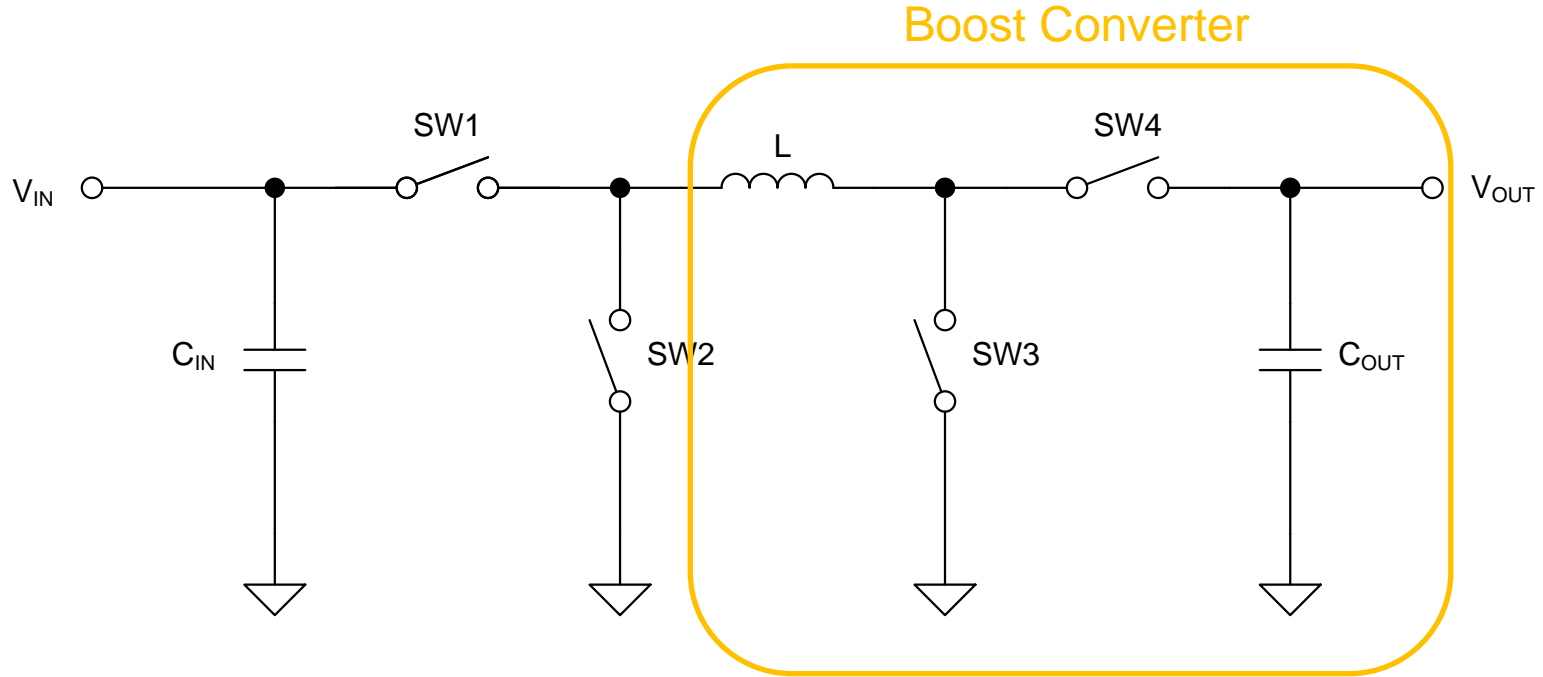 Boost Converter
SW1
L
SW4
VIN
VOUT
CIN
SW2
SW3
COUT